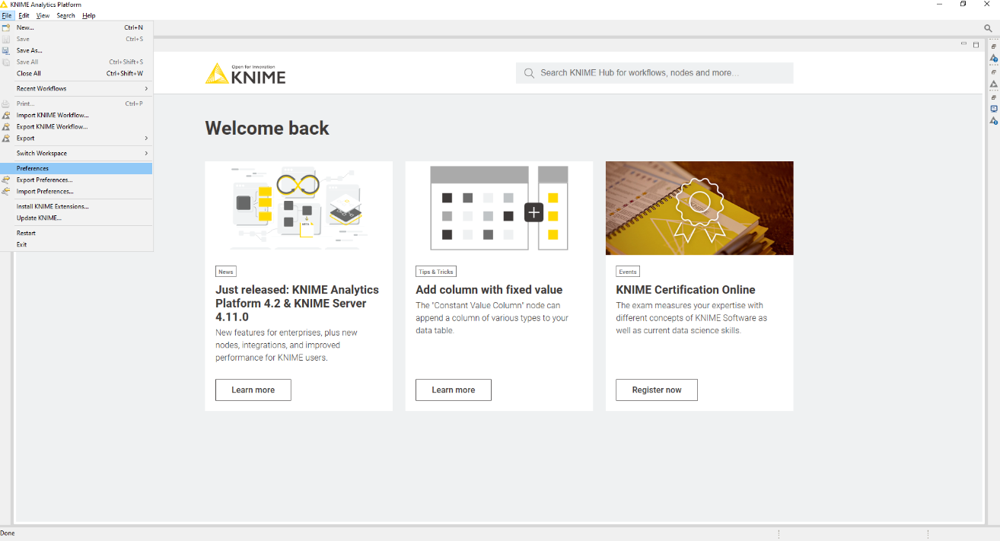 KNIME Analytics Platform
File Edit View Search Help
New... Ctrl+N
Save Ctrl+S
Save As...
Save All Ctrl+Shift+S
Close All Ctrl+Shift+W
Recent Workflows
Print... Ctrl+P
Import KNIME Workflow...
Export KNIME Workflow...
Export
Switch Workspace
Preferences
Export Preferences...
Import Preferences...
Install KNIME Extensions...
Update KNIME...
Restart
Exit
Open for Innovation
KNIME
Search KNIME Hub for workflows, nodes and more...
Welcome back
News
Just released: KNIME Analytics
Platform 4.2 & KNIME Server
4.11.0
New features for enterprises, plus new
nodes, integrations, and improved
performance for KNIME users.
Learn more
Tips & Tricks
Add column with fixed value
The "Constant Value Column" node can
append a column of various types to your
data table.
Learn more
KNIME
Events
KNIME Certification Online
The exam measures your expertise with
different concepts of KNIME Software as
well as current data science skills.
Register now
Done